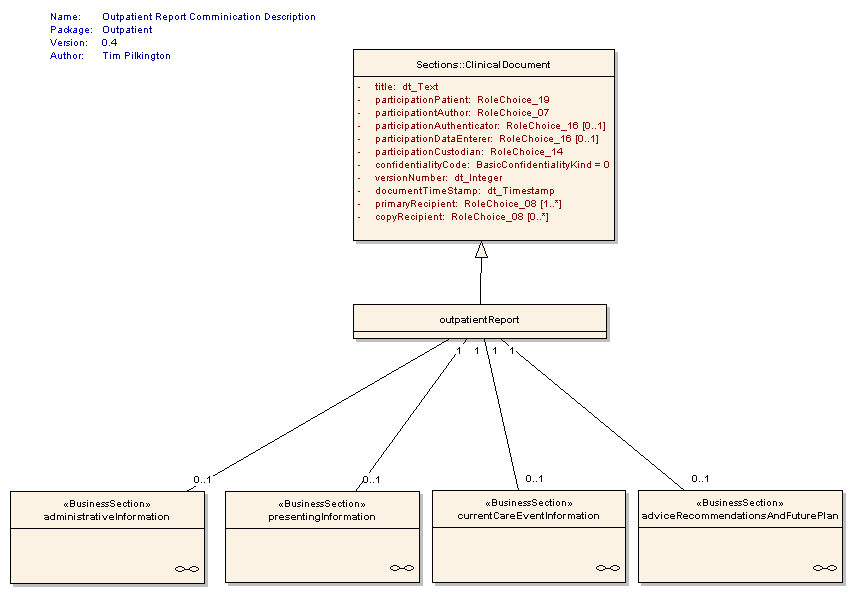 Name: Outpatient Report Comminication Description
Package: Outpatient
Version: 0.4
Author: Tim Pilkington
Sections::ClinicalDocument
- title: dt_Text
- participationPatient: RoleChoice_19
- participationtAuthor: RoleChoice_07
- participationAuthenticator: RoleChoice_16 [0..1]
- participationDataEnterer: RoleChoice_16 [0..1]
- participationCustodian: RoleChoice_14
- confidentialityCode: BasicConfidentialityKind = 0
- versionNumber: dt_Integer
- documentTimeStamp: dt_Timestamp
- primaryRecipient: RoleChoice_08 [1..*]
- copyRecipient: RoleChoice_08 [0..*]
outpatientReport
1 1 1 1
0..1 0..1 0..1 0..1
«BusinessSection»
administrativeInformation
«BusinessSection»
presentingInformation
«BusinessSection»
currentCareEventInformation
«BusinessSection»
adviceRecommendationsAndFuturePlan